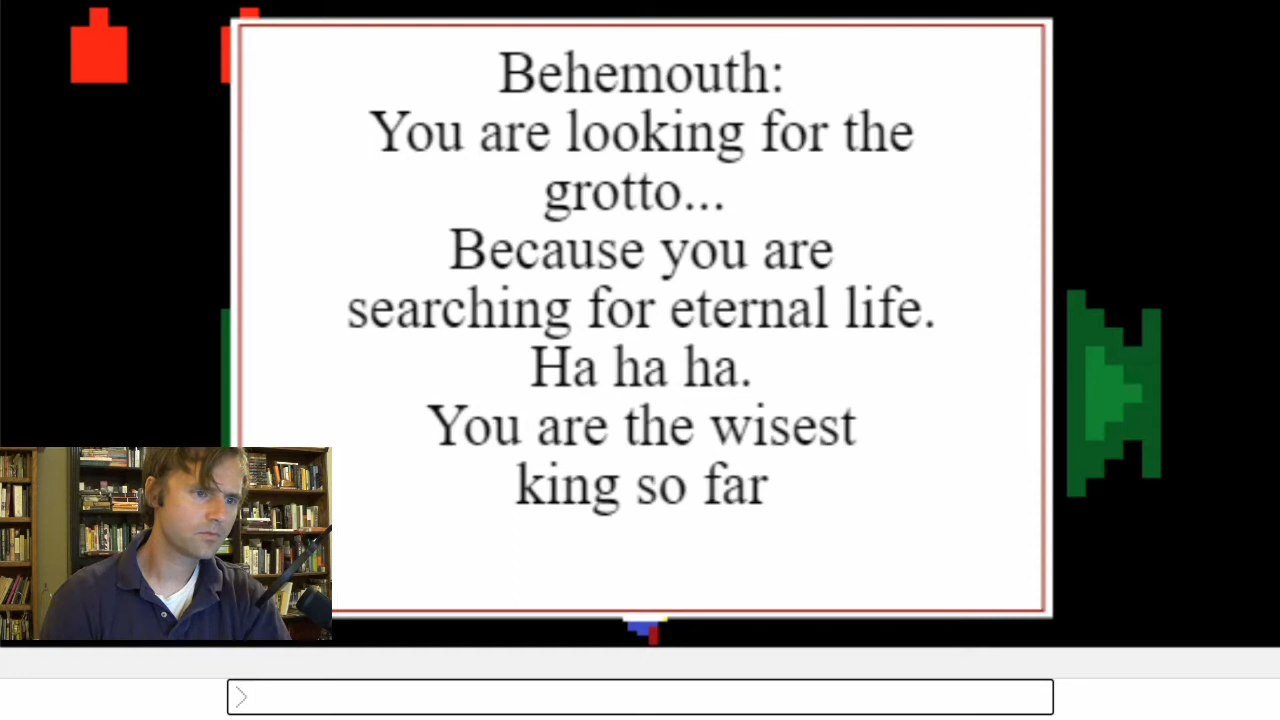 Behemouth:
You are looking for the
grotto...
Because you are
searching for eternal life.
Ha ha ha.
You are the wisest
king so far